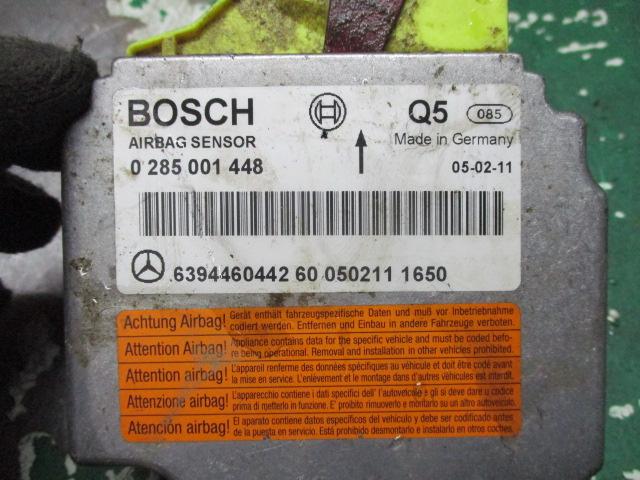 BOSCH
Q5 085
AIRBAG SENSOR
Made in Germany
0 285 001 448
05-02-11
6394460442 60 050211 1650
Achtung Airbag! Gerät enthält fahrzeugspezifische Daten und muß vor Inbetriebnahme
codiert werden. Entfernen und Einbau in andere Fahrzeuge verboten.
Attention Airbag! Appliance contains data for the specific vehicle and must be coded befo-
re being operational. Removal and installation in other vehicles prohibited.
Attention airbag! L'appareil renferme des données spécifiques au véhicule et doit être codé avant
la mise en service. L'enlèvement et le montage dans d'autres véhicules est interdit.
Attenzione airbag! L'apparecchio contiene i dati specifici dell' l'autoveicolo e gli si deve dare u codice
prima di metterlo in funzione. E' proibito rimuoverlo e montarlo su un altro autoveicolo.
Atención airbag! El aparato contiene datos específicos del vehículo y debe ser codificado antes
de la puesta en servicio. Está prohibido desmontarlo e instalarlo en otros coches.